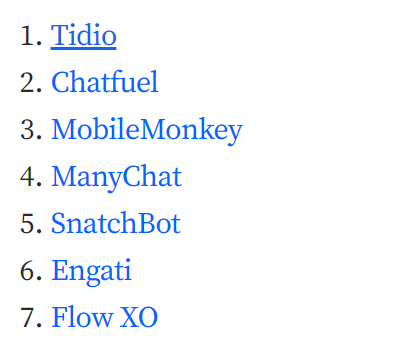 1. Tidio
2. Chatfuel
3. MobileMonkey
4. ManyChat
5. SnatchBot
6. Engati
7. Flow XO